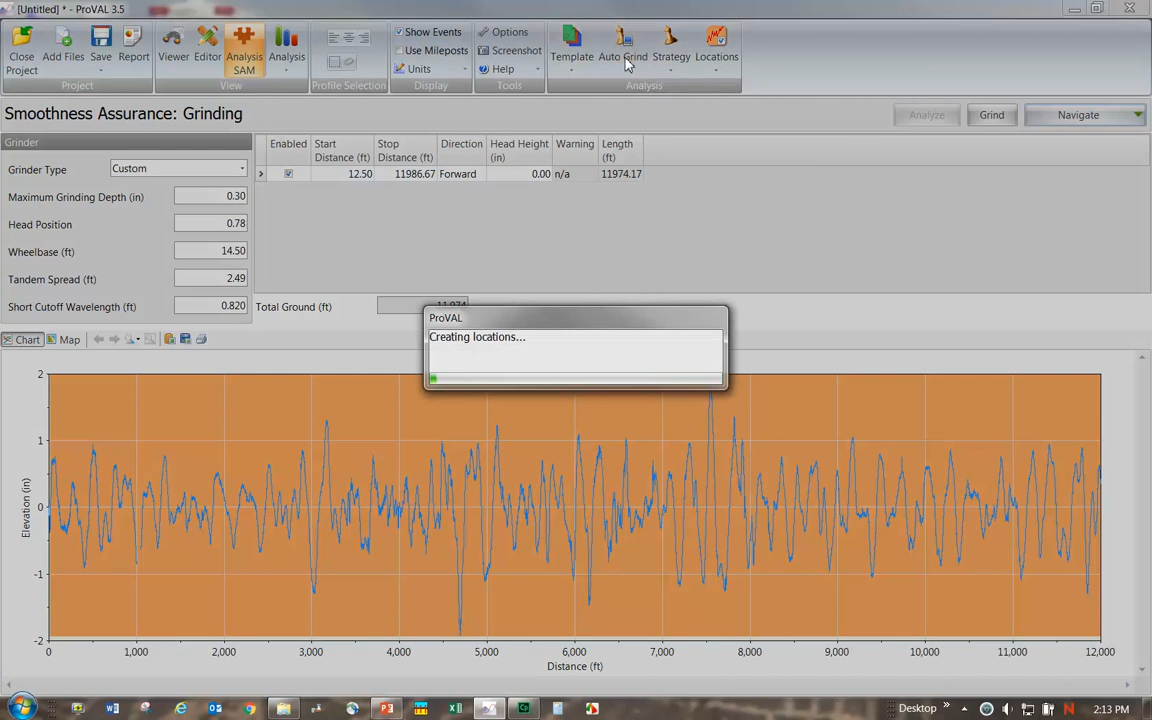 [Untitled] * - ProVAL 3.5
Close Project
Add Files
Save
Report
Project
Viewer
Editor
Analysis SAM
Analysis
View
Profile Selection
Show Events
Use Mileposts
Units
Display
Options
Screenshot
Help
Tools
Template
Auto Grind
Strategy
Locations
Analysis
Smoothness Assurance: Grinding
Analyze
Grind
Navigate
Grinder
Grinder Type Custom
Maximum Grinding Depth (in) 0.30
Head Position 0.78
Wheelbase (ft) 14.50
Tandem Spread (ft) 2.49
Short Cutoff Wavelength (ft) 0.820
Enabled Start Distance (ft) Stop Distance (ft) Direction Head Height (in) Warning Length (ft)
12.50 11986.67 Forward 0.00 n/a 11974.17
Total Ground (ft)
ProVAL
Creating locations...
Chart Map
2
1
0
-1
-2
Elevation (in)
0 1,000 2,000 3,000 4,000 5,000 6,000 7,000 8,000 9,000 10,000 11,000 12,000
Distance (ft)
Desktop
2:13 PM